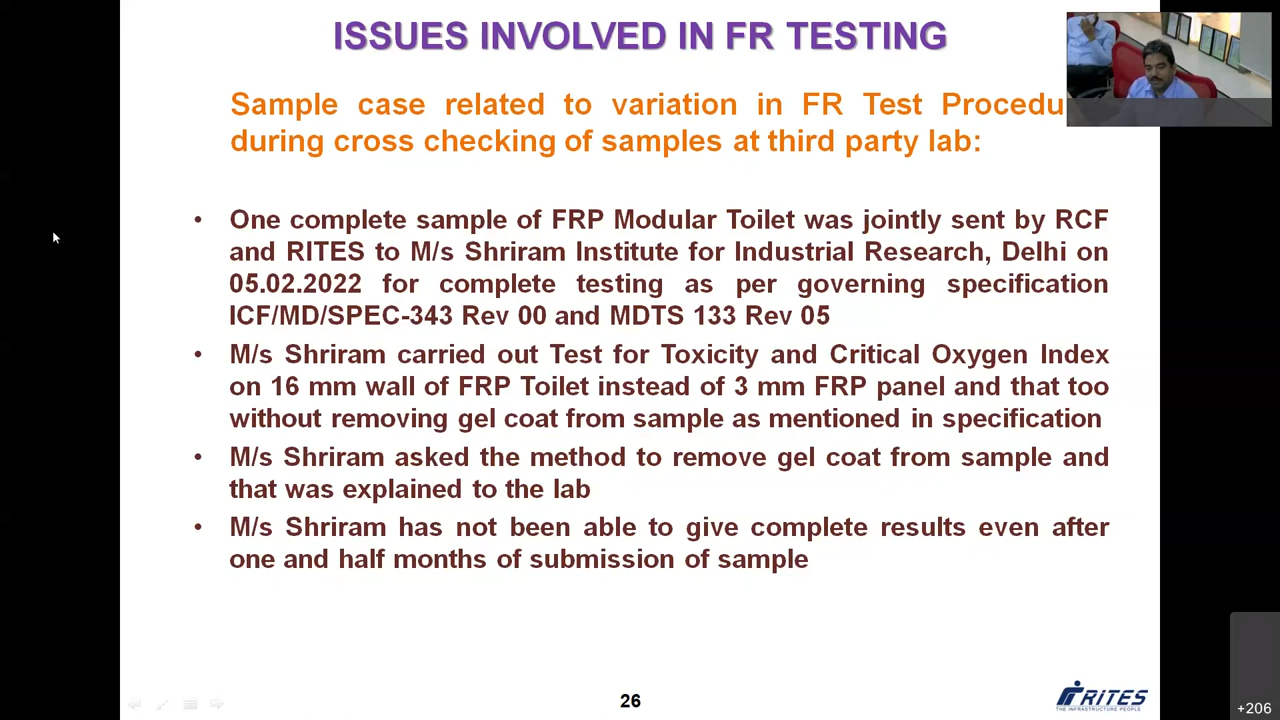 ISSUES INVOLVED IN FR TESTING
Sample case related to variation in FR Test
during cross checking of samples at third party lab:
• One complete sample of FRP Modular Toilet was jointly sent by RCF
and RITES to M/s Shriram Institute for Industrial Research, Delhi on
05.02.2022 for complete testing as per governing specification
ICF/MD/SPEC-343 Rev 00 and MDTS 133 Rev 05
• M/s Shriram carried out Test for Toxicity and Critical Oxygen Index
on 16 mm wall of FRP Toilet instead of 3 mm FRP panel and that too
without removing gel coat from sample as mentioned in specification
• M/s Shriram asked the method to remove gel coat from sample and
that was explained to the lab
• M/s Shriram has not been able to give complete results even after
one and half months of submission of sample
26
RITES
THE INFRASTRUCTURE PEOPLE
+206